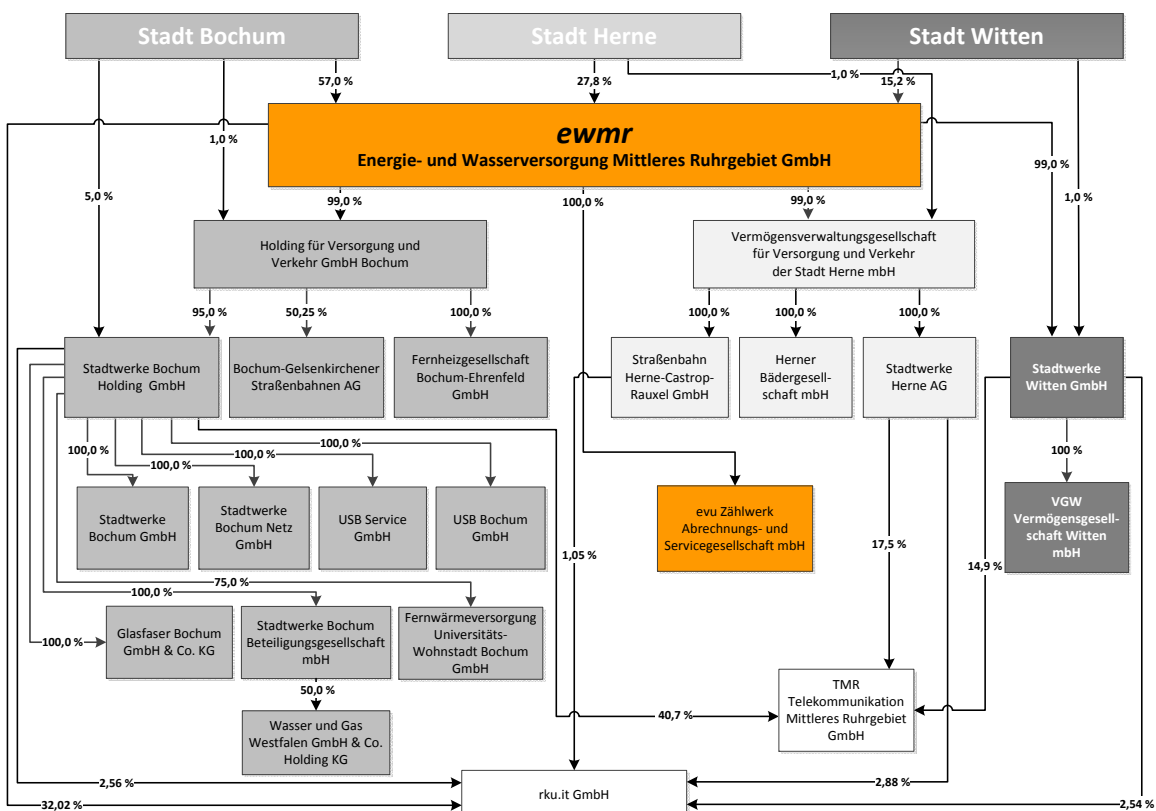 Stadt Bochum
Stadt Herne
Stadt Witten
57,0 %
27,8 %
1,0 %
15,2 %
ewmr
Energie- und Wasserversorgung Mittleres Ruhrgebiet GmbH
1,0 %
5,0 %
99,0 %
1,0 %
99,0 %
100,0 %
99,0 %
Holding für Versorgung und
Verkehr GmbH Bochum
Vermögensverwaltungsgesellschaft
für Versorgung und Verkehr
der Stadt Herne mbH
95,0 %
50,25 %
100,0 %
100,0 %
100,0 %
100,0 %
Stadtwerke Bochum
Holding GmbH
Bochum-Gelsenkirchener
Straßenbahnen AG
Fernheizgesellschaft
Bochum-Ehrenfeld
GmbH
Straßenbahn
Herne-Castrop-
Rauxel GmbH
Herner
Bädergesell-
schaft mbH
Stadtwerke
Herne AG
Stadtwerke
Witten GmbH
100,0 %
100,0 %
100,0 %
100,0 %
100 %
Stadtwerke
Bochum GmbH
Stadtwerke
Bochum Netz
GmbH
USB Service
GmbH
USB Bochum
GmbH
evu Zählwerk
Abrechnungs- und
Servicegesellschaft mbH
VGW
Vermögensgesell-
schaft Witten
mbH
1,05 %
17,5 %
14,9 %
75,0 %
100,0 %
100,0 %
Glasfaser Bochum
GmbH & Co. KG
Stadtwerke Bochum
Beteiligungsgesellschaft
mbH
Fernwärmeversorgung
Universitäts-
Wohnstadt Bochum
GmbH
50,0 %
Wasser und Gas
Westfalen GmbH & Co.
Holding KG
40,7 %
TMR
Telekommunikation
Mittleres Ruhrgebiet
GmbH
2,56 %
2,88 %
32,02 %
rku.it GmbH
2,54 %